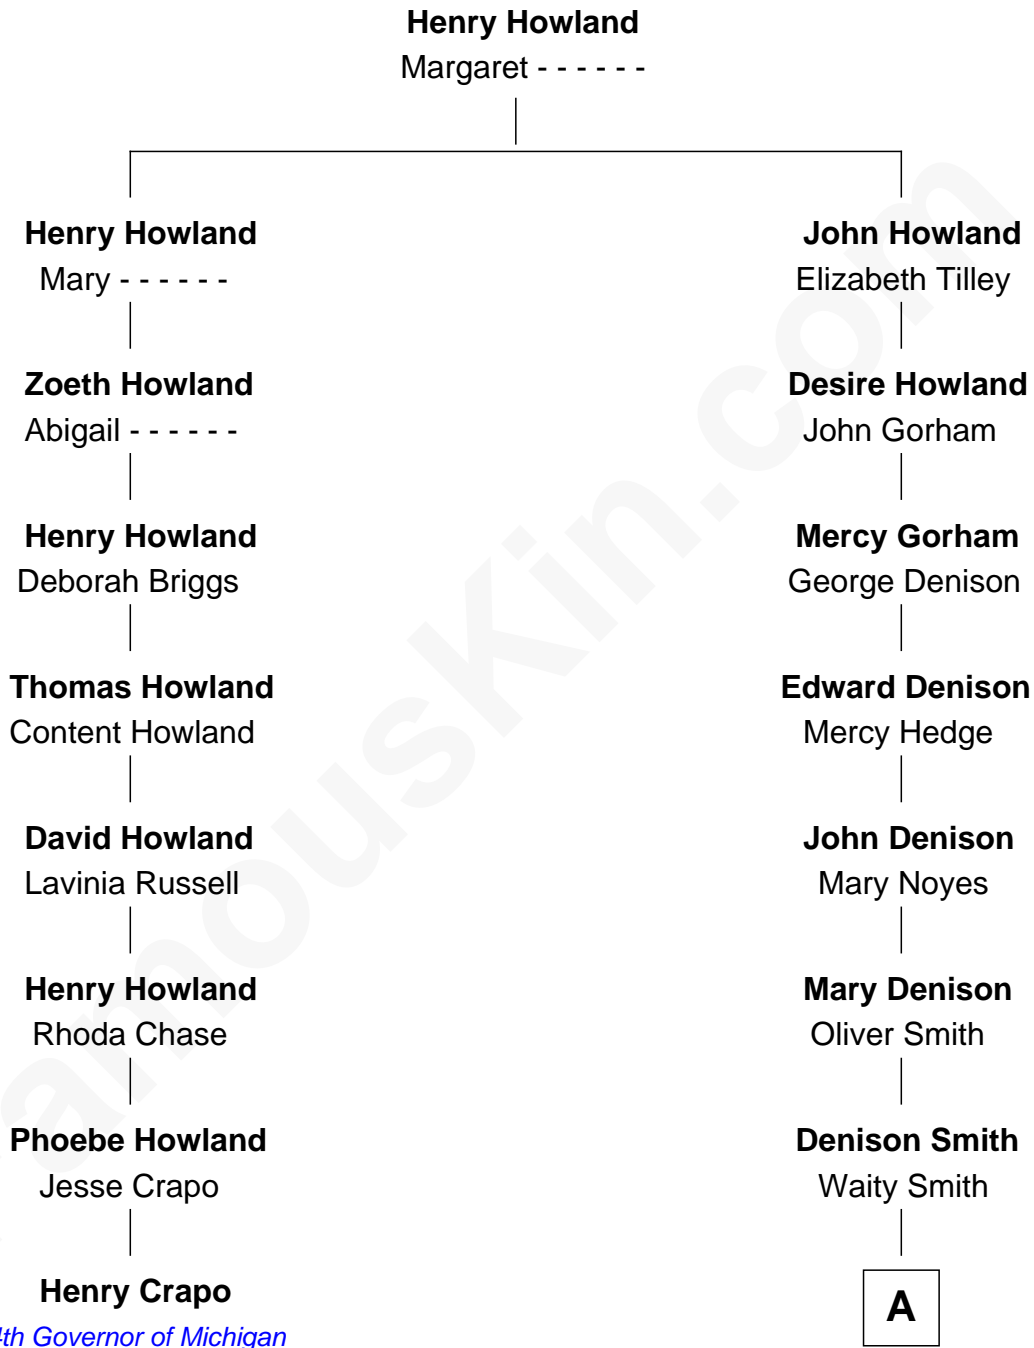 Henry Howland
Margaret - - - - - -
Henry Howland John Howland
Mary - - - - - - Elizabeth Tilley
Zoeth Howland Desire Howland
Abigail - - - - - - John Gorham
Henry Howland Mercy Gorham
Deborah Briggs George Denison
Thomas Howland Edward Denison
Content Howland Mercy Hedge
David Howland John Denison
Lavinia Russell Mary Noyes
Henry Howland Mary Denison
Rhoda Chase Oliver Smith
Phoebe Howland Denison Smith
Jesse Crapo Waity Smith
Henry Crapo A
4th Governor of Michigan
amouskin.com